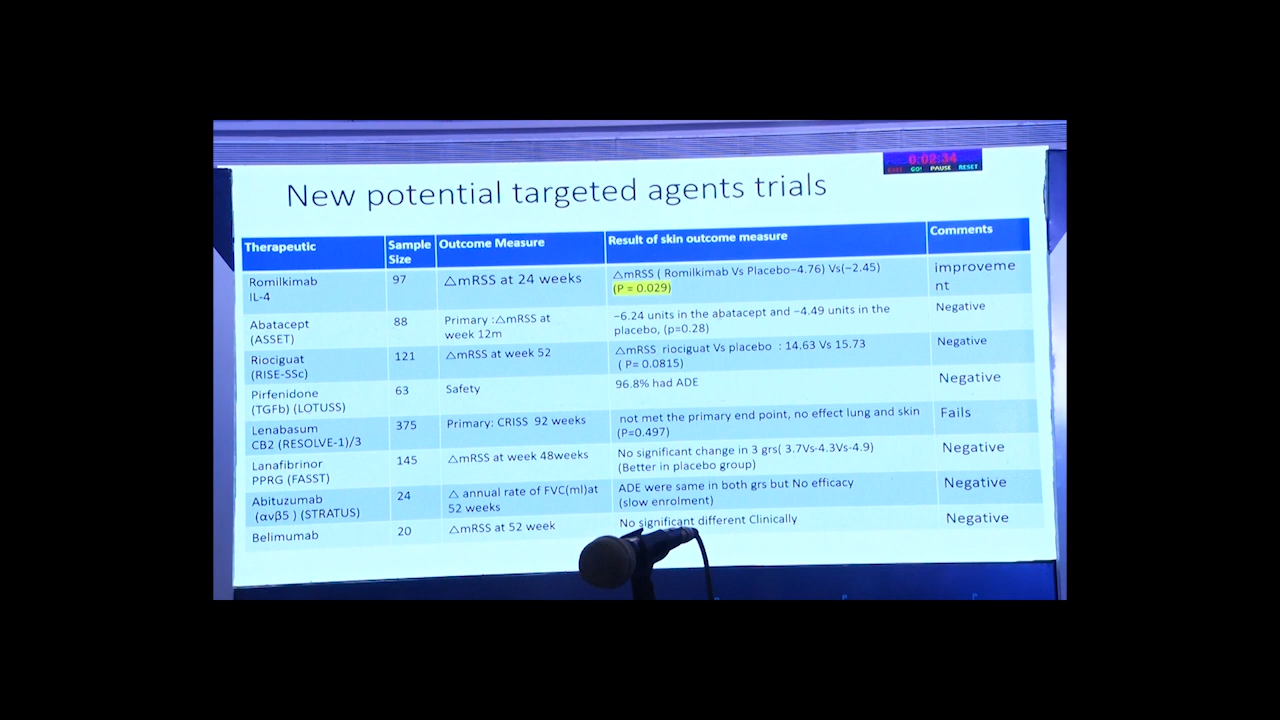 0:02:34
EXIT GO! PAUSE RESET
New potential targeted agents trials
Therapeutic
Sample
Size
Outcome Measure
Result of skin outcome measure
Comments
Romilkimab
IL-4
97
△mRSS at 24 weeks
△mRSS ( Romilkimab Vs Placebo−4.76) Vs(−2.45)
(P = 0.029)
improveme
nt
Abatacept
(ASSET)
88
Primary :△mRSS at
week 12m
−6.24 units in the abatacept and −4.49 units in the
placebo, (p=0.28)
Negative
Riociguat
(RISE-SSc)
121
△mRSS at week 52
△mRSS riociguat Vs placebo : 14.63 Vs 15.73
( P= 0.0815)
Negative
Pirfenidone
(TGFb) (LOTUSS)
63
Safety
96.8% had ADE
Negative
Lenabasum
CB2 (RESOLVE-1)/3
375
Primary: CRISS 92 weeks
not met the primary end point, no effect lung and skin
(P=0.497)
Fails
Lanafibrinor
PPRG (FASST)
145
△mRSS at week 48weeks
No significant change in 3 grs( 3.7Vs-4.3Vs-4.9)
(Better in placebo group)
Negative
Abituzumab
(αvβ5 ) (STRATUS)
24
△ annual rate of FVC(ml)at
52 weeks
ADE were same in both grs but No efficacy
(slow enrolment)
Negative
Belimumab
20
△mRSS at 52 week
No significant different Clinically
Negative